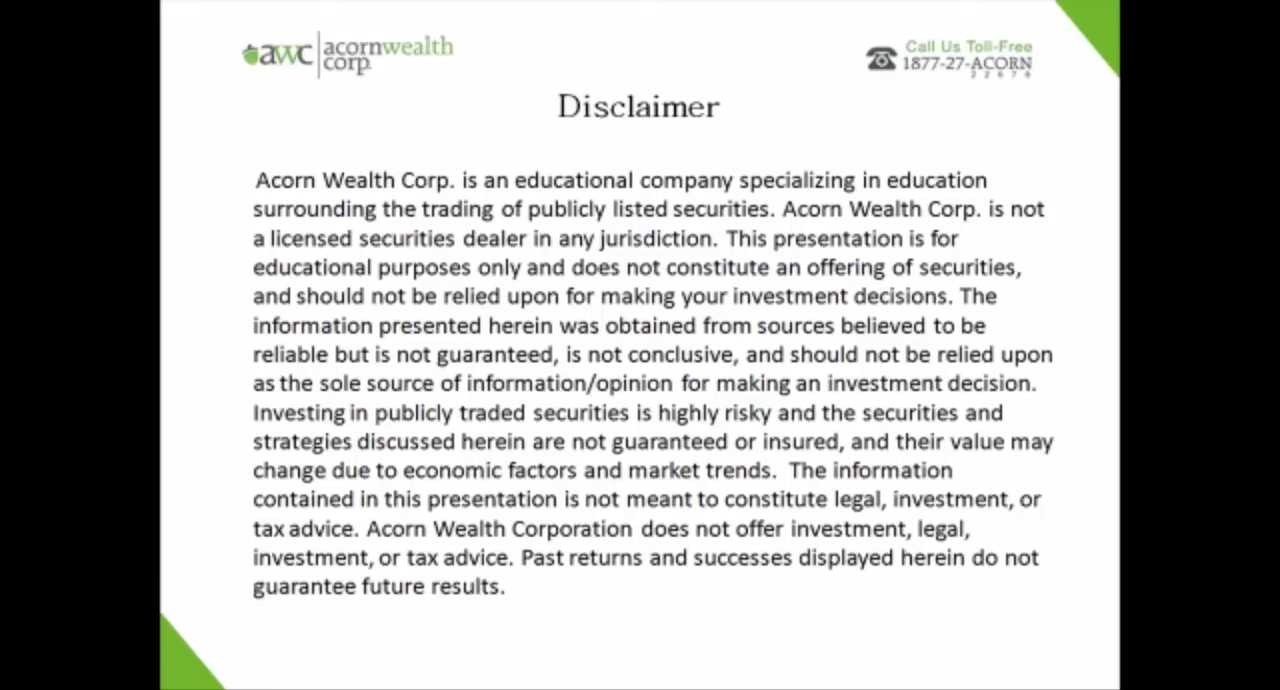 awc acornwealth
corp.
Call Us Toll-Free
1877-27-ACORN
2 2 6 7 6
Disclaimer
Acorn Wealth Corp. is an educational company specializing in education
surrounding the trading of publicly listed securities. Acorn Wealth Corp. is not
a licensed securities dealer in any jurisdiction. This presentation is for
educational purposes only and does not constitute an offering of securities,
and should not be relied upon for making your investment decisions. The
information presented herein was obtained from sources believed to be
reliable but is not guaranteed, is not conclusive, and should not be relied upon
as the sole source of information/opinion for making an investment decision.
Investing in publicly traded securities is highly risky and the securities and
strategies discussed herein are not guaranteed or insured, and their value may
change due to economic factors and market trends.  The information
contained in this presentation is not meant to constitute legal, investment, or
tax advice. Acorn Wealth Corporation does not offer investment, legal,
investment, or tax advice. Past returns and successes displayed herein do not
guarantee future results.